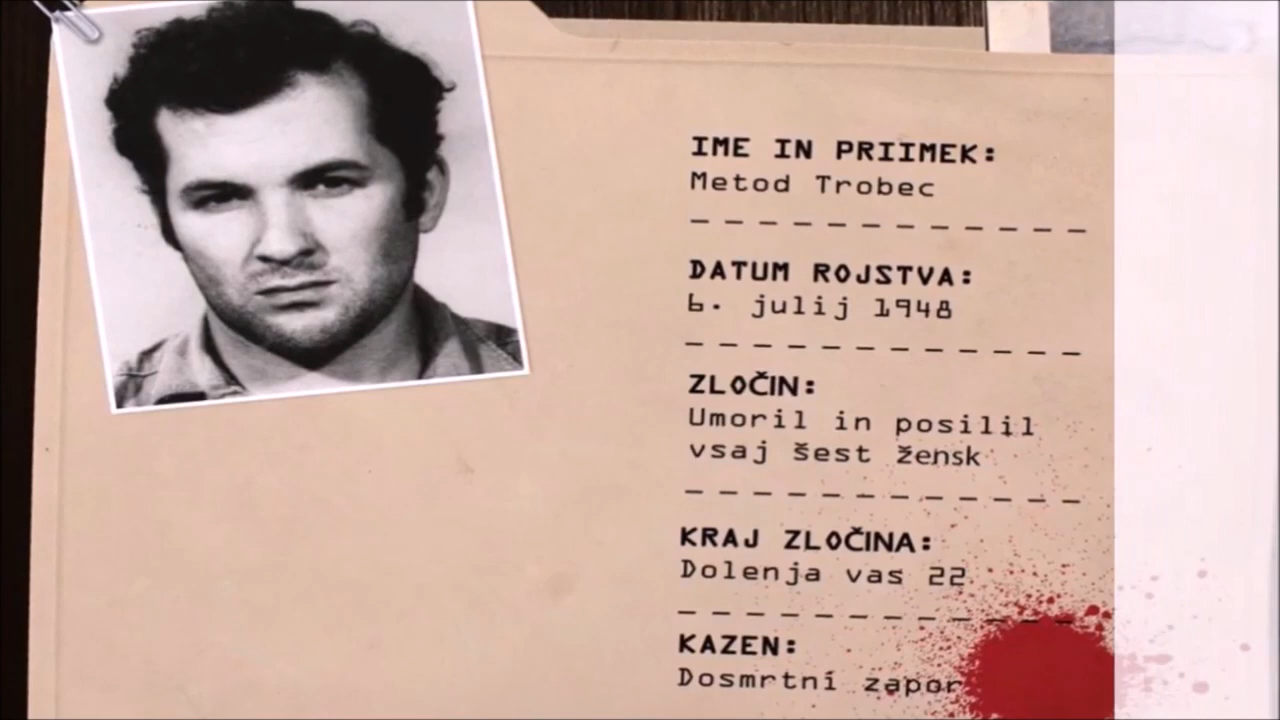 IME IN PRIIMEK:
Metod Trobec
DATUM ROJSTVA:
6. julij 1948
ZLOČIN:
Umoril in posilil
vsaj šest žensk
KRAJ ZLOČINA:
Dolenja vas 22
KAZEN:
Dosmrtni zapor